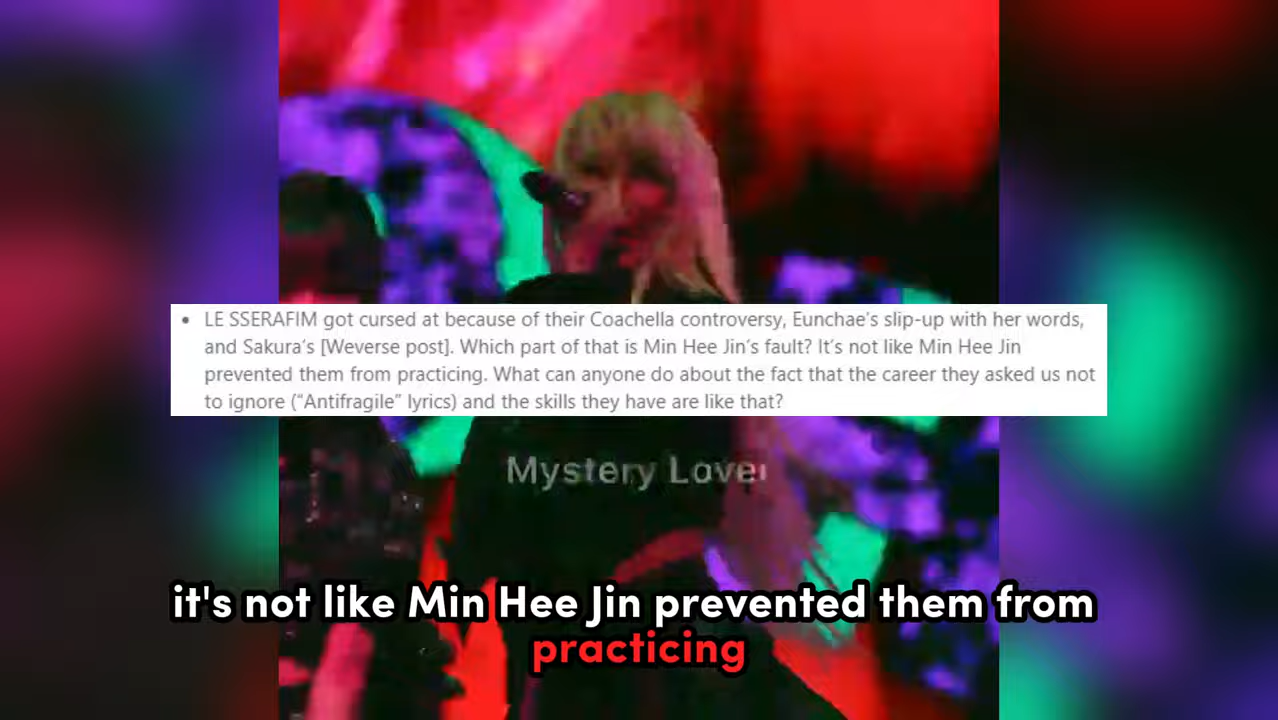 • LE SSERAFIM got cursed at because of their Coachella controversy, Eunchae's slip-up with her words,
and Sakura's [Weverse post]. Which part of that is Min Hee Jin's fault? It's not like Min Hee Jin
prevented them from practicing. What can anyone do about the fact that the career they asked us not
to ignore (“Antifragile” lyrics) and the skills they have are like that?
Mystery Lover
it's not like Min Hee Jin prevented them from
practicing